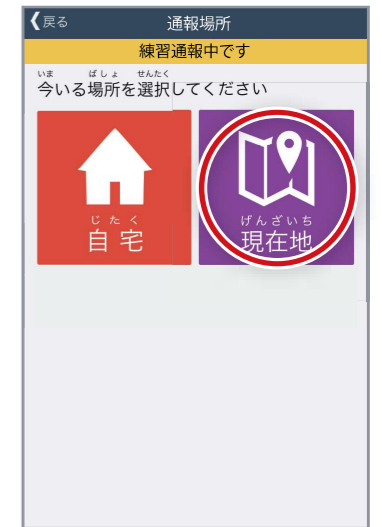 ❮戻る 通報場所
練習通報中です
いま ばしょ せんたく
今いる場所を選択してください
じたく
自宅
げんざいち
現在地